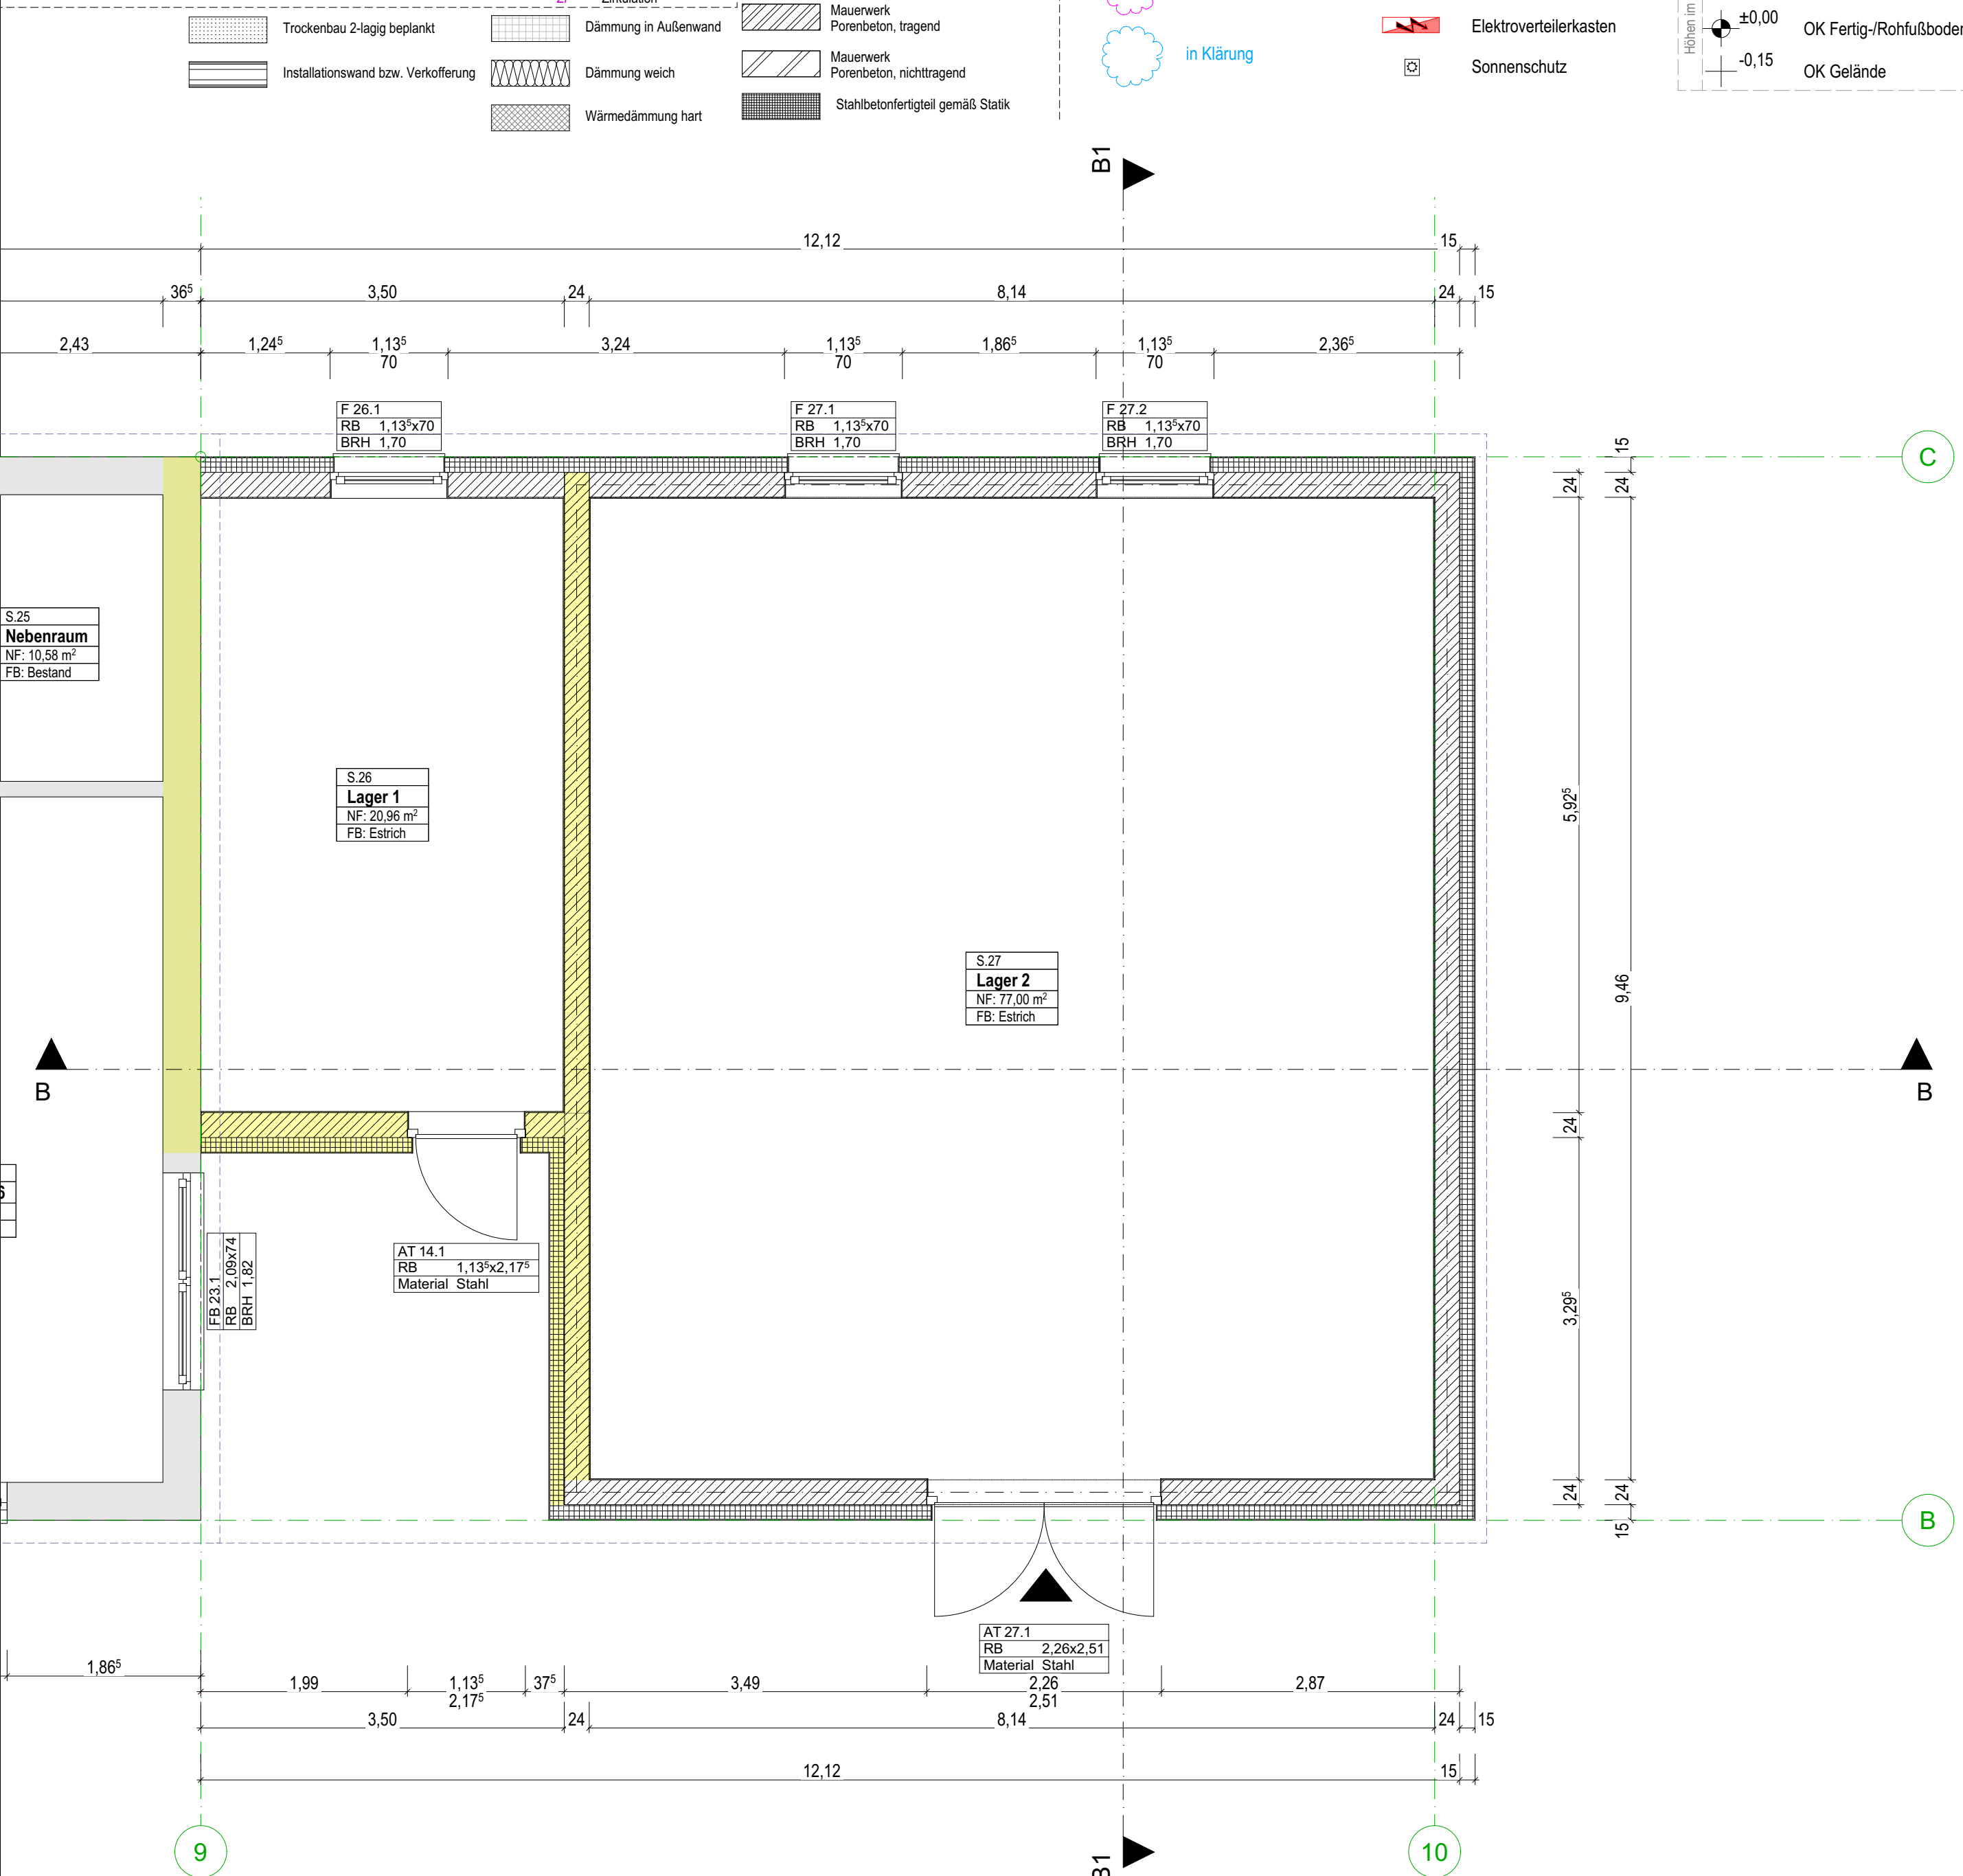 Zirkulation
Trockenbau 2-lagig beplankt
Installationswand bzw. Verkofferung
Dämmung in Außenwand
Dämmung weich
Wärmedämmung hart
Mauerwerk
Porenbeton, tragend
Mauerwerk
Porenbeton, nichttragend
Stahlbetonfertigteil gemäß Statik
in Klärung
Elektroverteilerkasten
Sonnenschutz
Höhen im
±0,00
OK Fertig-/Rohfußboden
-0,15
OK Gelände
B1
12,12
15
36⁵
3,50
24
8,14
24
15
2,43
1,24⁵
1,13⁵
70
3,24
1,13⁵
70
1,86⁵
1,13⁵
70
2,36⁵
F 26.1
RB 1,13⁵x70
BRH 1,70
F 27.1
RB 1,13⁵x70
BRH 1,70
F 27.2
RB 1,13⁵x70
BRH 1,70
C
15
24
24
S.25
Nebenraum
NF: 10,58 m²
FB: Bestand
S.26
Lager 1
NF: 20,96 m²
FB: Estrich
S.27
Lager 2
NF: 77,00 m²
FB: Estrich
5,92⁵
9,46
B
B
24
3,29⁵
24
24
15
AT 14.1
RB 1,13⁵x2,17⁵
Material Stahl
FB 23.1
RB 2,09x74
BRH 1,82
B
AT 27.1
RB 2,26x2,51
Material Stahl
1,86⁵
1,99
1,13⁵
2,17⁵
37⁵
3,49
2,26
2,51
2,87
3,50
24
8,14
24
15
12,12
15
9
10
B1